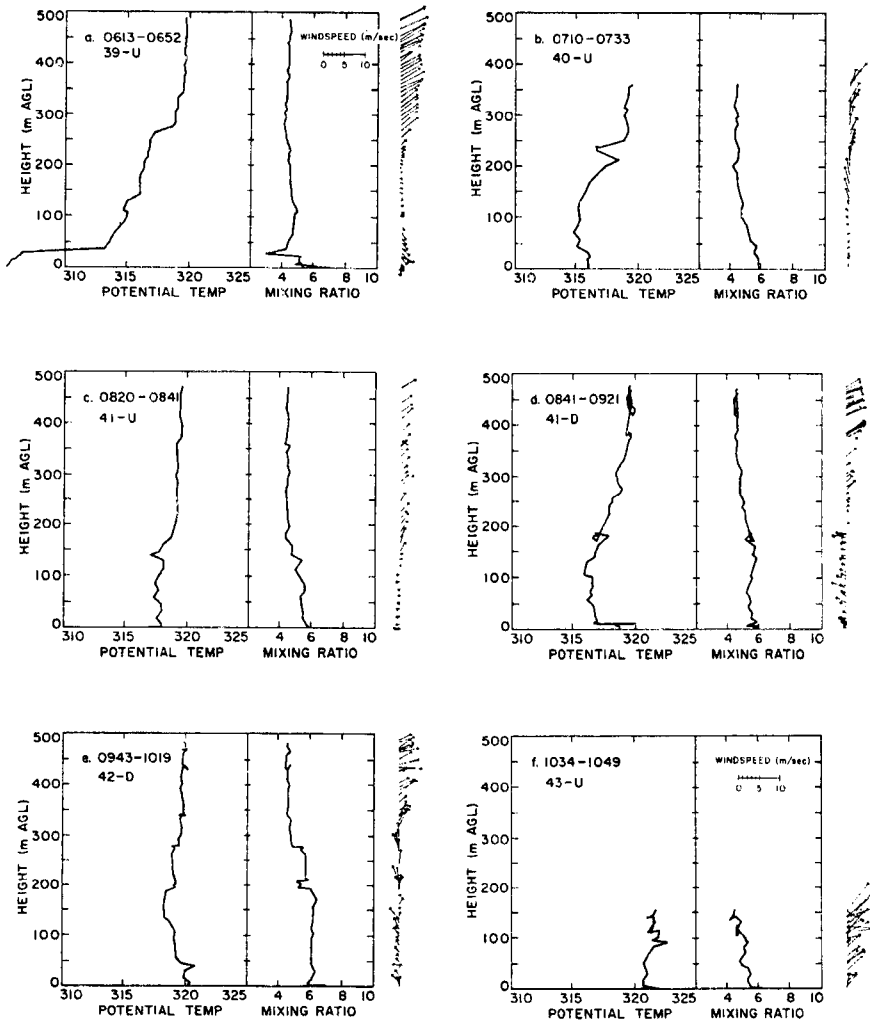 a. 0613-0652
39-U
WINDSPEED (m/sec)
0 5 10
HEIGHT (m AGL)
500
400
300
200
100
0
310 315 320 325
POTENTIAL TEMP
4 6 8 10
MIXING RATIO
b. 0710-0733
40-U
HEIGHT (m AGL)
500
400
300
200
100
0
310 315 320 325
POTENTIAL TEMP
4 6 8 10
MIXING RATIO
c. 0820-0841
41-U
HEIGHT (m AGL)
500
400
300
200
100
0
310 315 320 325
POTENTIAL TEMP
4 6 8 10
MIXING RATIO
d. 0841-0921
41-D
HEIGHT (m AGL)
500
400
300
200
100
0
310 315 320 325
POTENTIAL TEMP
4 6 8 10
MIXING RATIO
e. 0943-1019
42-D
HEIGHT (m AGL)
500
400
300
200
100
0
310 315 320 325
POTENTIAL TEMP
4 6 8 10
MIXING RATIO
f. 1034-1049
43-U
WINDSPEED (m/sec)
0 5 10
HEIGHT (m AGL)
500
400
300
200
100
0
310 315 320 325
POTENTIAL TEMP
4 6 8 10
MIXING RATIO